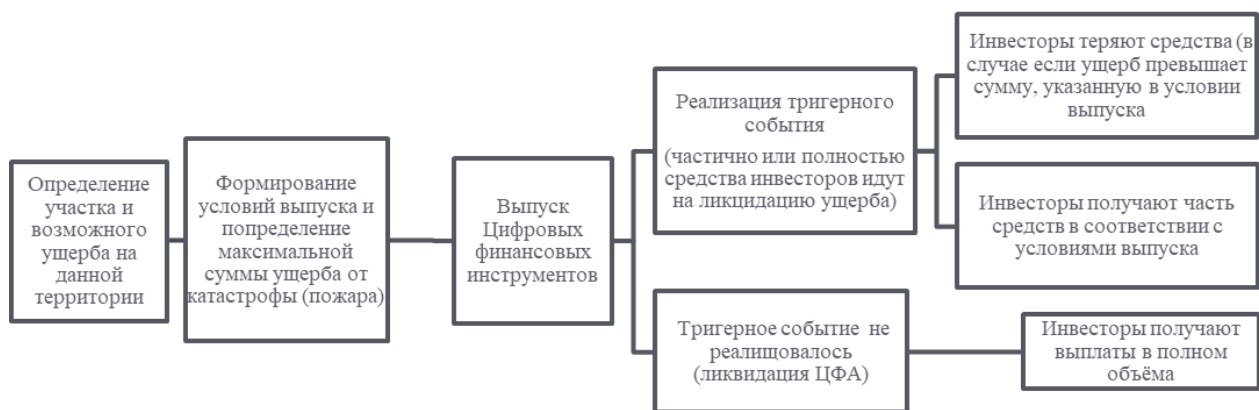 Определение
участка и
возможного
ущерба на
данной
территории
Формирование
условий выпуска и
попределение
максимальной
суммы ущерба от
катастрофы (пожара)
Выпуск
Цифровых
финансовых
инструментов
Реализация тригерного
события
(частично или полностью
средства инвесторов идут
на ликцидацию ущерба)
Инвесторы теряют средства (в
случае если ущерб превышает
сумму, указанную в условии
выпуска
Инвесторы получают часть
средств в соответствии с
условиями выпуска
Тригерное событие не
реалищовалось
(ликвидация ЦФА)
Инвесторы получают
выплаты в полном
объёма